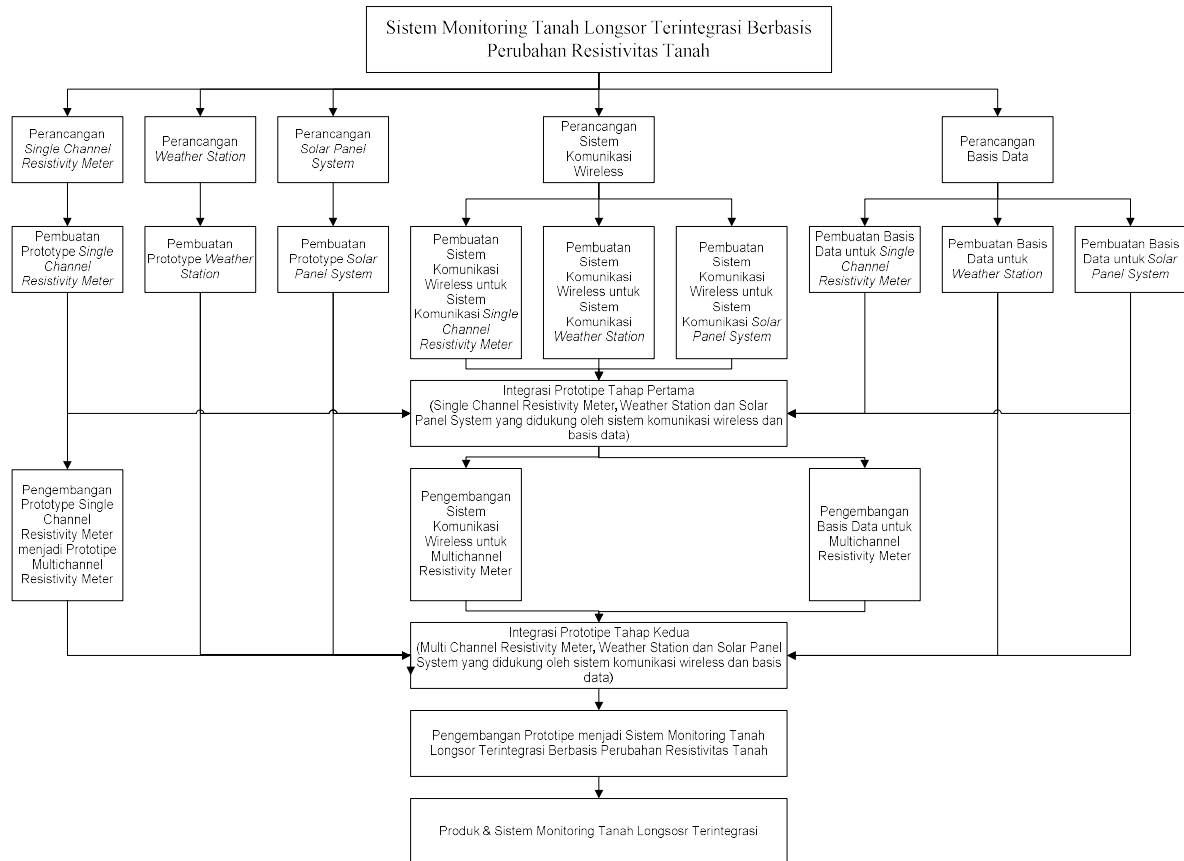 Sistem Monitoring Tanah Longsor Terintegrasi Berbasis
Perubahan Resistivitas Tanah
Perancangan
Single Channel
Resistivity Meter
Perancangan
Weather Station
Perancangan
Solar Panel
System
Perancangan
Sistem
Komunikasi
Wireless
Perancangan
Basis Data
Pembuatan
Prototype Single
Channel
Resistivity Meter
Pembuatan
Prototype Weather
Station
Pembuatan
Prototype Solar
Panel System
Pembuatan
Sistem
Komunikasi
Wireless untuk
Sistem
Komunikasi Single
Channel
Resistivity Meter
Pembuatan
Sistem
Komunikasi
Wireless untuk
Sistem
Komunikasi
Weather Station
Pembuatan
Sistem
Komunikasi
Wireless untuk
Sistem
Komunikasi Solar
Panel System
Pembuatan Basis
Data untuk Single
Channel
Resistivity Meter
Pembuatan Basis
Data untuk
Weather Station
Pembuatan Basis
Data untuk Solar
Panel System
Integrasi Prototipe Tahap Pertama
(Single Channel Resistivity Meter, Weather Station dan Solar
Panel System yang didukung oleh sistem komunikasi wireless dan
basis data)
Pengembangan
Prototype Single
Channel
Resistivity Meter
menjadi Prototipe
Multichannel
Resistivity Meter
Pengembangan
Sistem
Komunikasi
Wireless untuk
Multichannel
Resistivity Meter
Pengembangan
Basis Data untuk
Multichannel
Resistivity Meter
Integrasi Prototipe Tahap Kedua
(Multi Channel Resistivity Meter, Weather Station dan Solar Panel
System yang didukung oleh sistem komunikasi wireless dan basis
data)
Pengembangan Prototipe menjadi Sistem Monitoring Tanah
Longsor Terintegrasi Berbasis Perubahan Resistivitas Tanah
Produk & Sistem Monitoring Tanah Longsosr Terintegrasi